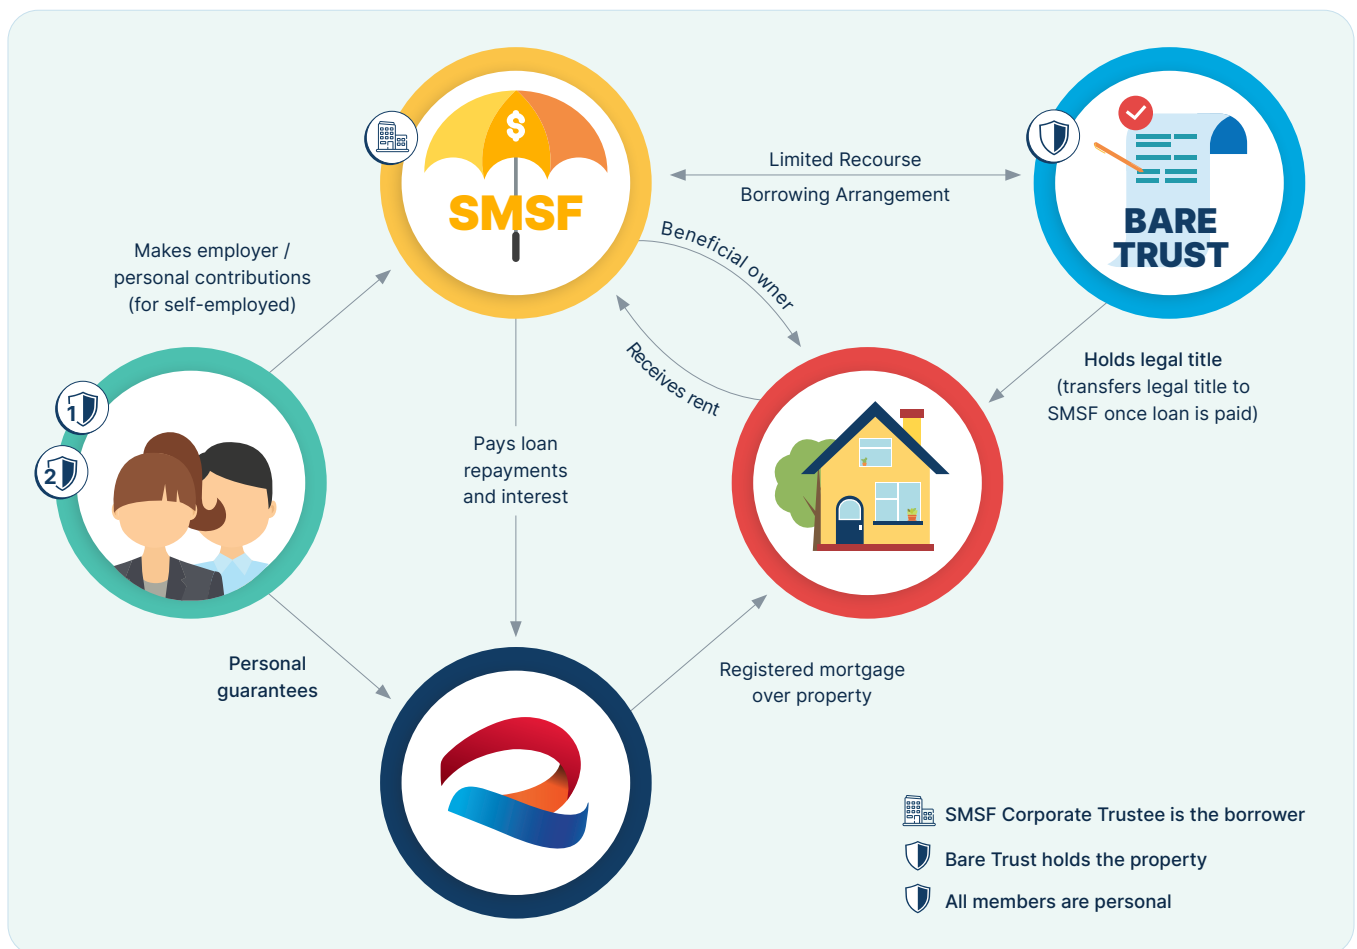 SMSF
BARE
TRUST
Limited Recourse
Borrowing Arrangement
Beneficial owner
Receives rent
Makes employer /
personal contributions
(for self-employed)
1
2
Holds legal title
(transfers legal title to
SMSF once loan is paid)
Pays loan
repayments
and interest
Personal
guarantees
Registered mortgage
over property
SMSF Corporate Trustee is the borrower
Bare Trust holds the property
All members are personal